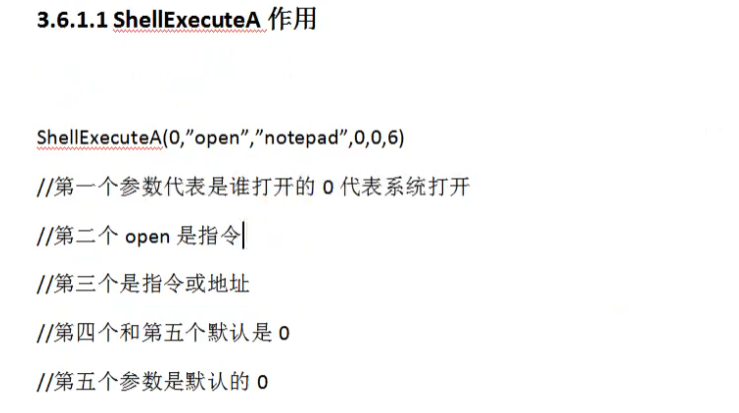 3.6.1.1 ShellExecuteA 作用
ShellExecuteA(0,”open”,”notepad”,0,0,6)
//第一个参数代表是谁打开的 0 代表系统打开
//第二个 open 是指令
//第三个是指令或地址
//第四个和第五个默认是 0
//第五个参数是默认的 0